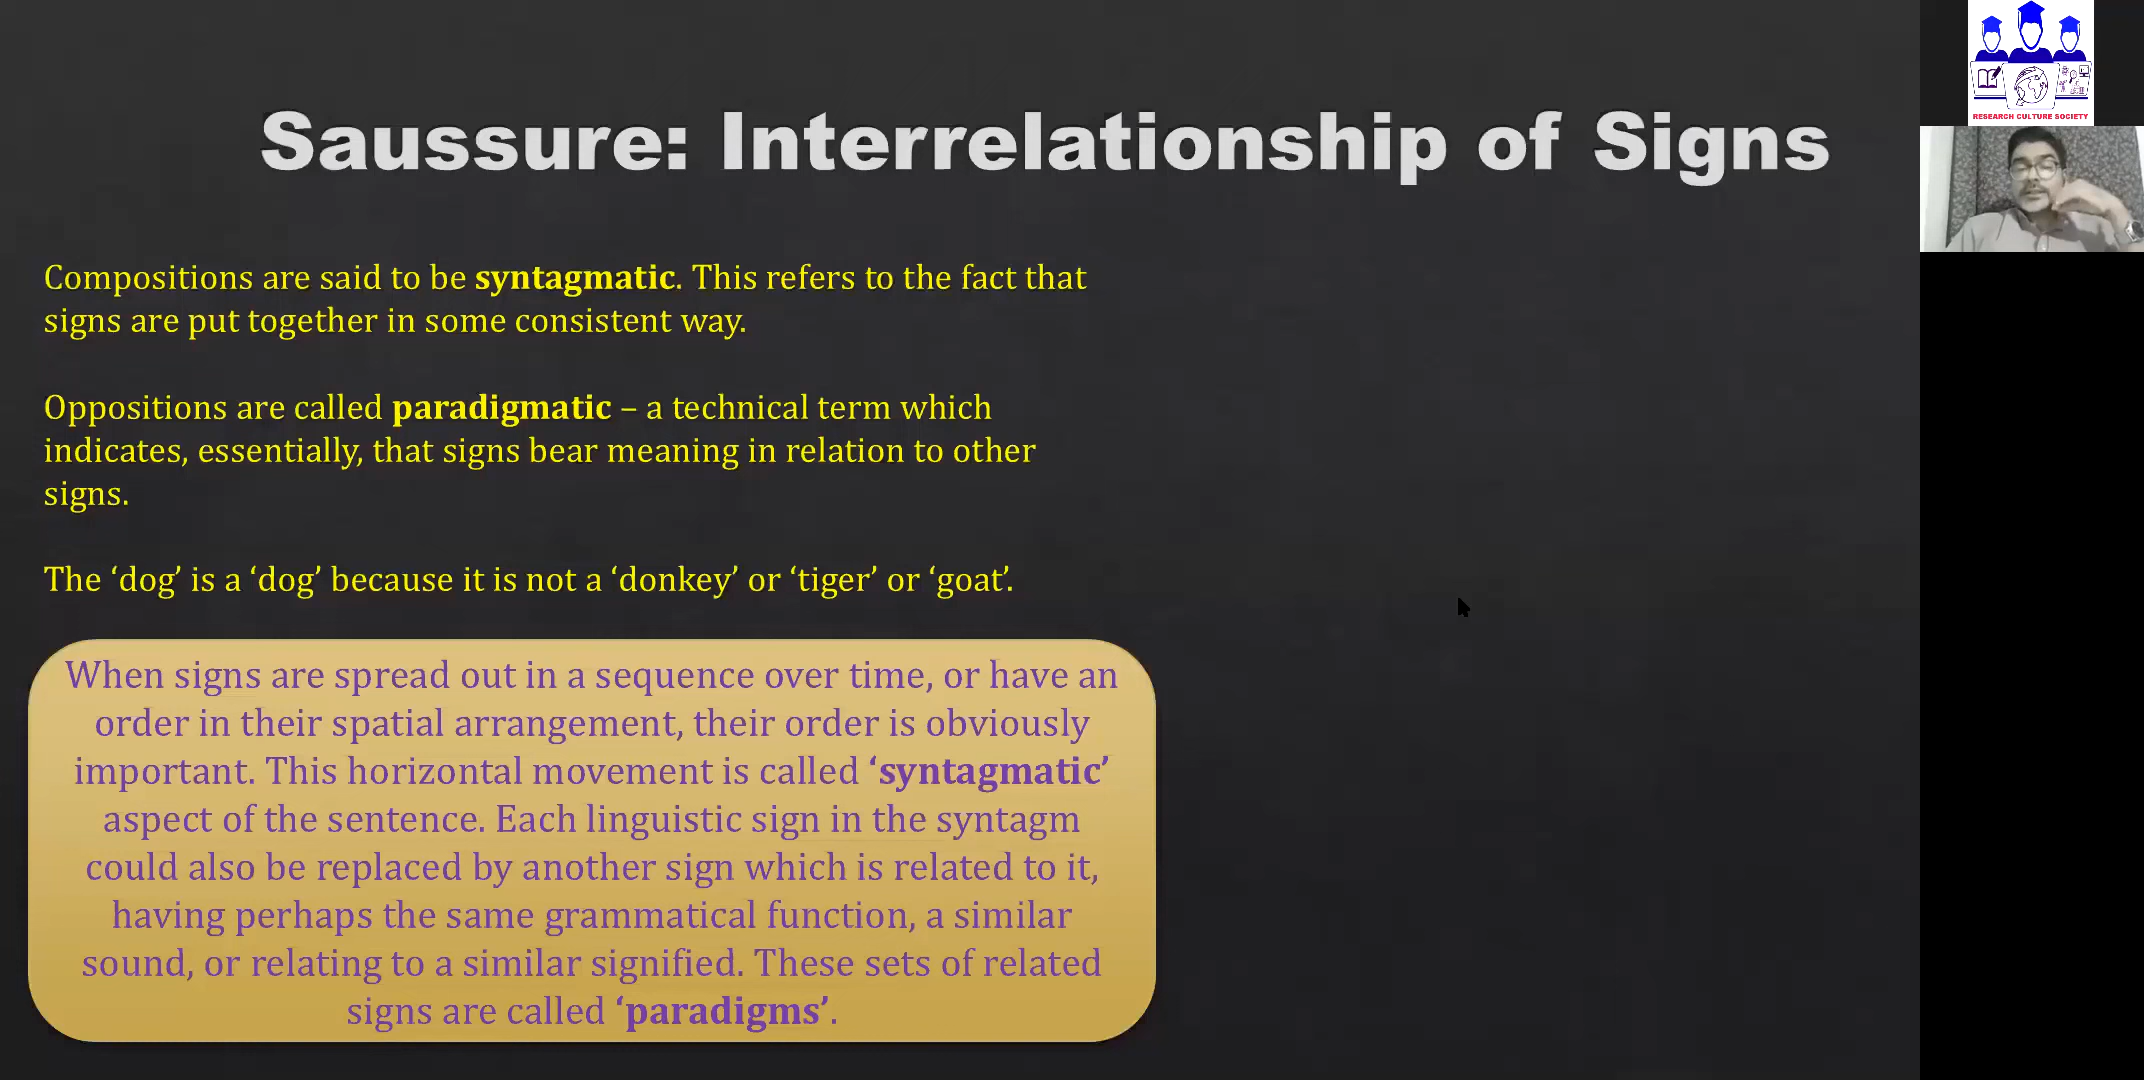 Saussure: Interrelationship of Signs
RESEARCH CULTURE SOCIETY
Compositions are said to be syntagmatic. This refers to the fact that
signs are put together in some consistent way.
Oppositions are called paradigmatic – a technical term which
indicates, essentially, that signs bear meaning in relation to other
signs.
The ‘dog’ is a ‘dog’ because it is not a ‘donkey’ or ‘tiger’ or ‘goat’.
When signs are spread out in a sequence over time, or have an
order in their spatial arrangement, their order is obviously
important. This horizontal movement is called ‘syntagmatic’
aspect of the sentence. Each linguistic sign in the syntagm
could also be replaced by another sign which is related to it,
having perhaps the same grammatical function, a similar
sound, or relating to a similar signified. These sets of related
signs are called ‘paradigms’.